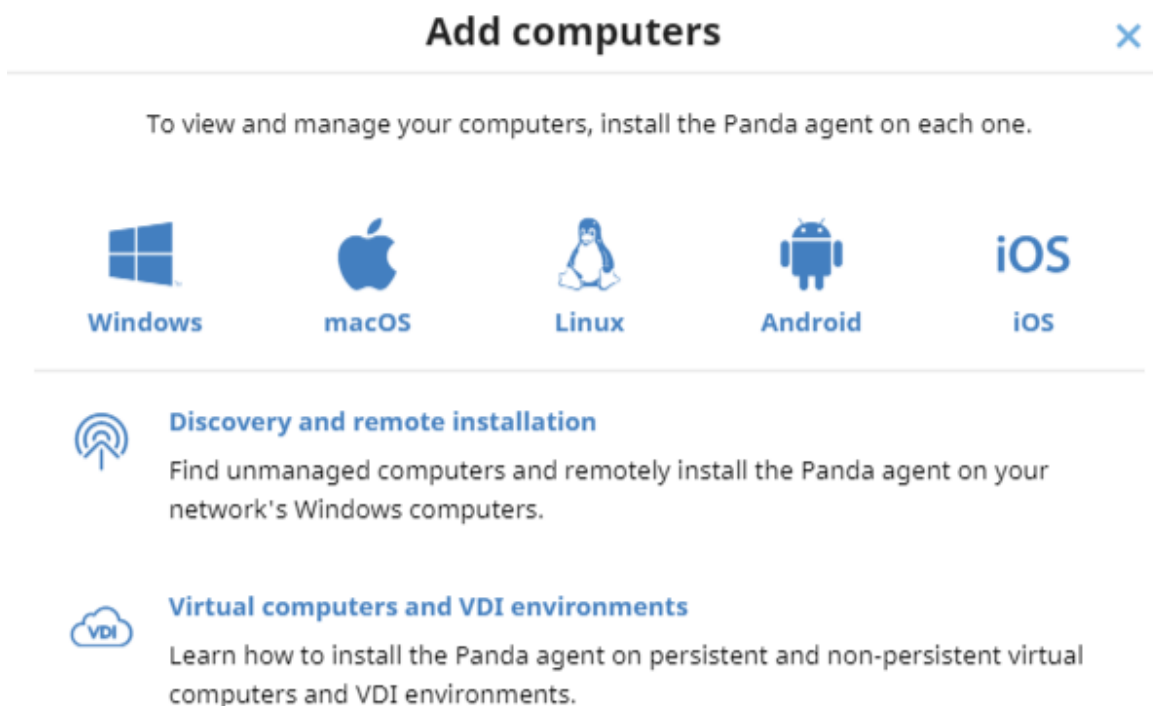 Add computers
To view and manage your computers, install the Panda agent on each one.
iOS
Windows
macOS
Linux
Android
iOS
Discovery and remote installation
Find unmanaged computers and remotely install the Panda agent on your
network's Windows computers.
VDI
Virtual computers and VDI environments
Learn how to install the Panda agent on persistent and non-persistent virtual
computers and VDI environments.